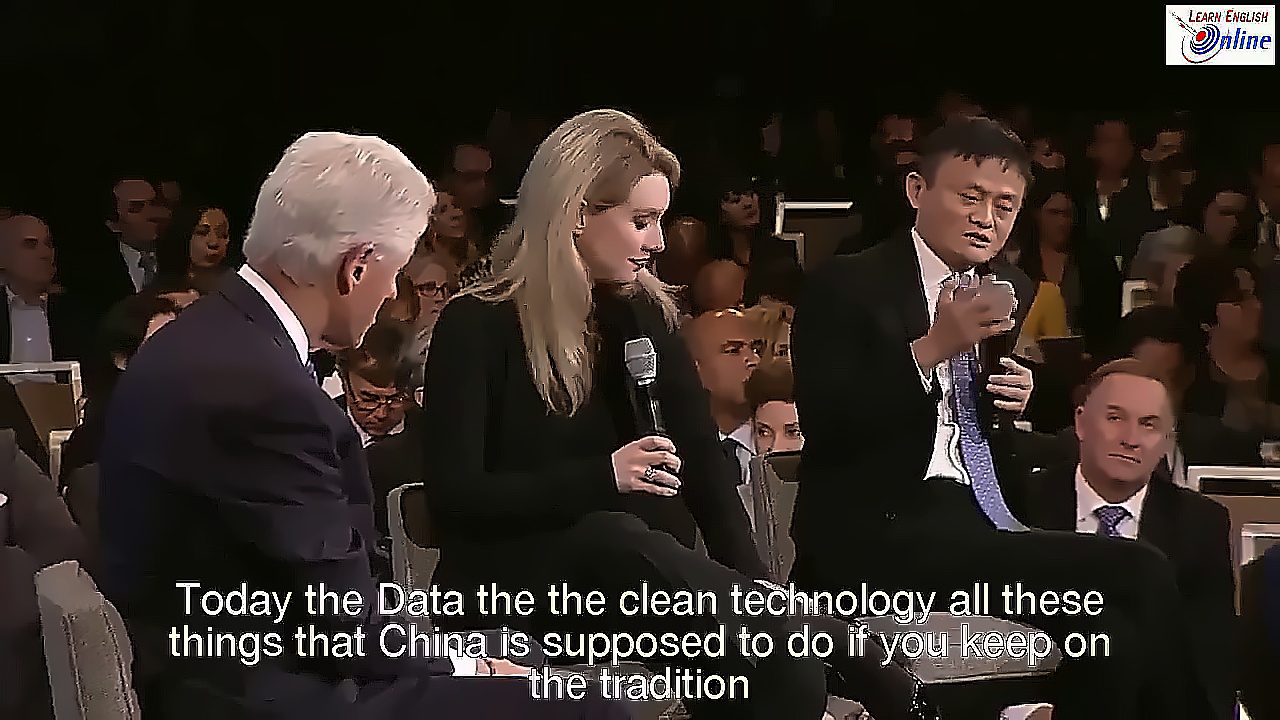 LEARN ENGLISH
Online
Today the Data the the clean technology all these
things that China is supposed to do if you keep on
the tradition